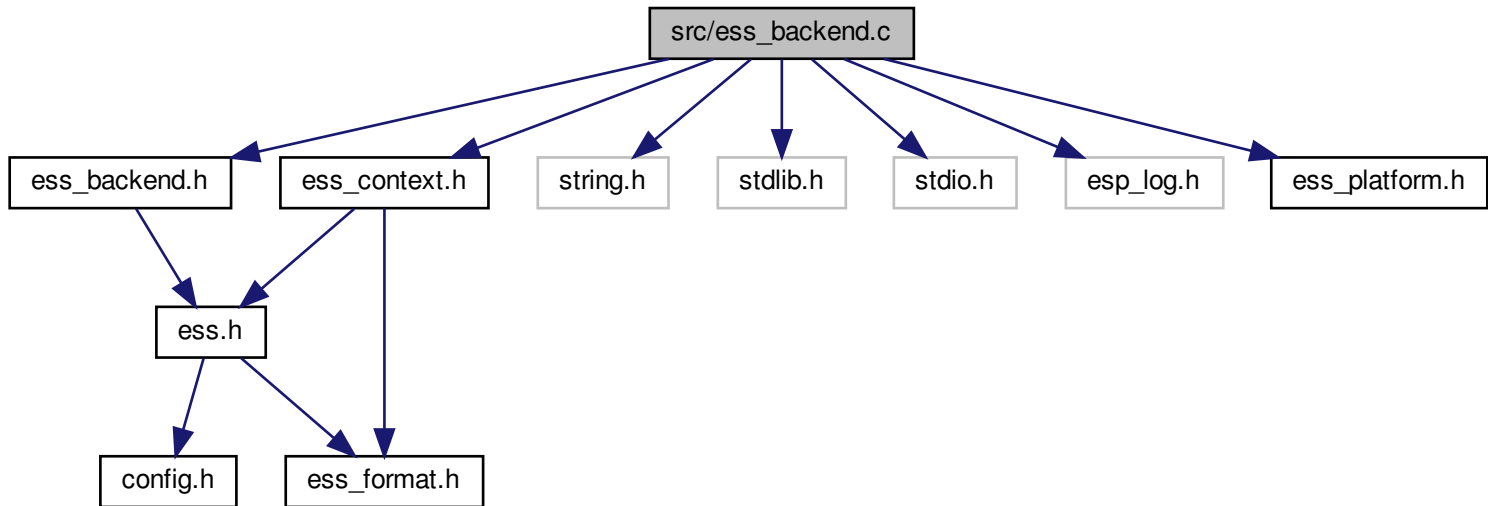 src/ess_backend.c
ess_backend.h
ess_context.h
string.h
stdlib.h
stdio.h
esp_log.h
ess_platform.h
ess.h
config.h
ess_format.h